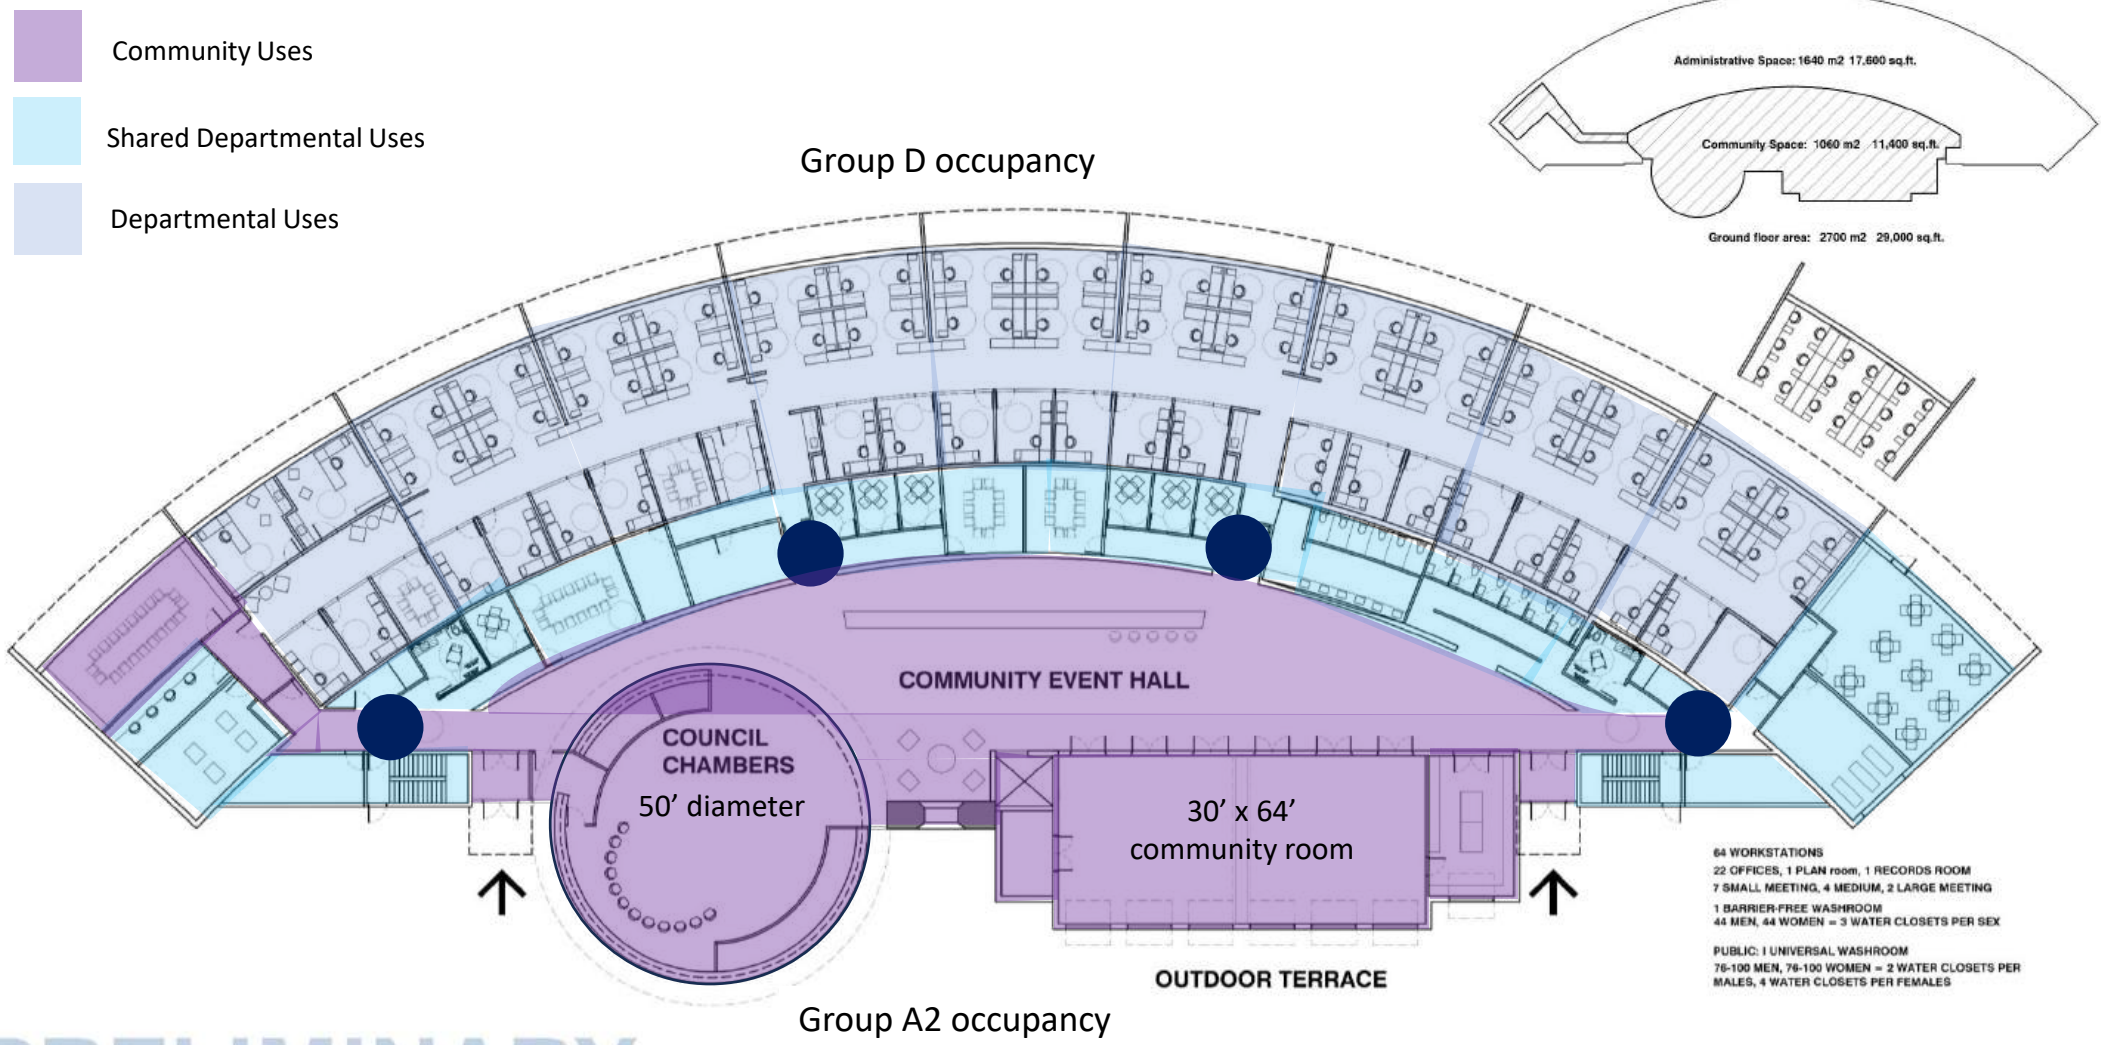 Community Uses
Shared Departmental Uses
Departmental Uses
Group D occupancy
Administrative Space: 1640 m2 17,600 sq.ft.
Community Space: 1060 m2 11,400 sq.ft.
Ground floor area: 2700 m2 29,000 sq.ft.
COMMUNITY EVENT HALL
COUNCIL
CHAMBERS
50’ diameter
30’ x 64’
community room
OUTDOOR TERRACE
Group A2 occupancy
64 WORKSTATIONS
22 OFFICES, 1 PLAN room, 1 RECORDS ROOM
7 SMALL MEETING, 4 MEDIUM, 2 LARGE MEETING
1 BARRIER-FREE WASHROOM
44 MEN, 44 WOMEN = 3 WATER CLOSETS PER SEX
PUBLIC: I UNIVERSAL WASHROOM
76-100 MEN, 76-100 WOMEN = 2 WATER CLOSETS PER
MALES, 4 WATER CLOSETS PER FEMALES
PRELIMINARY